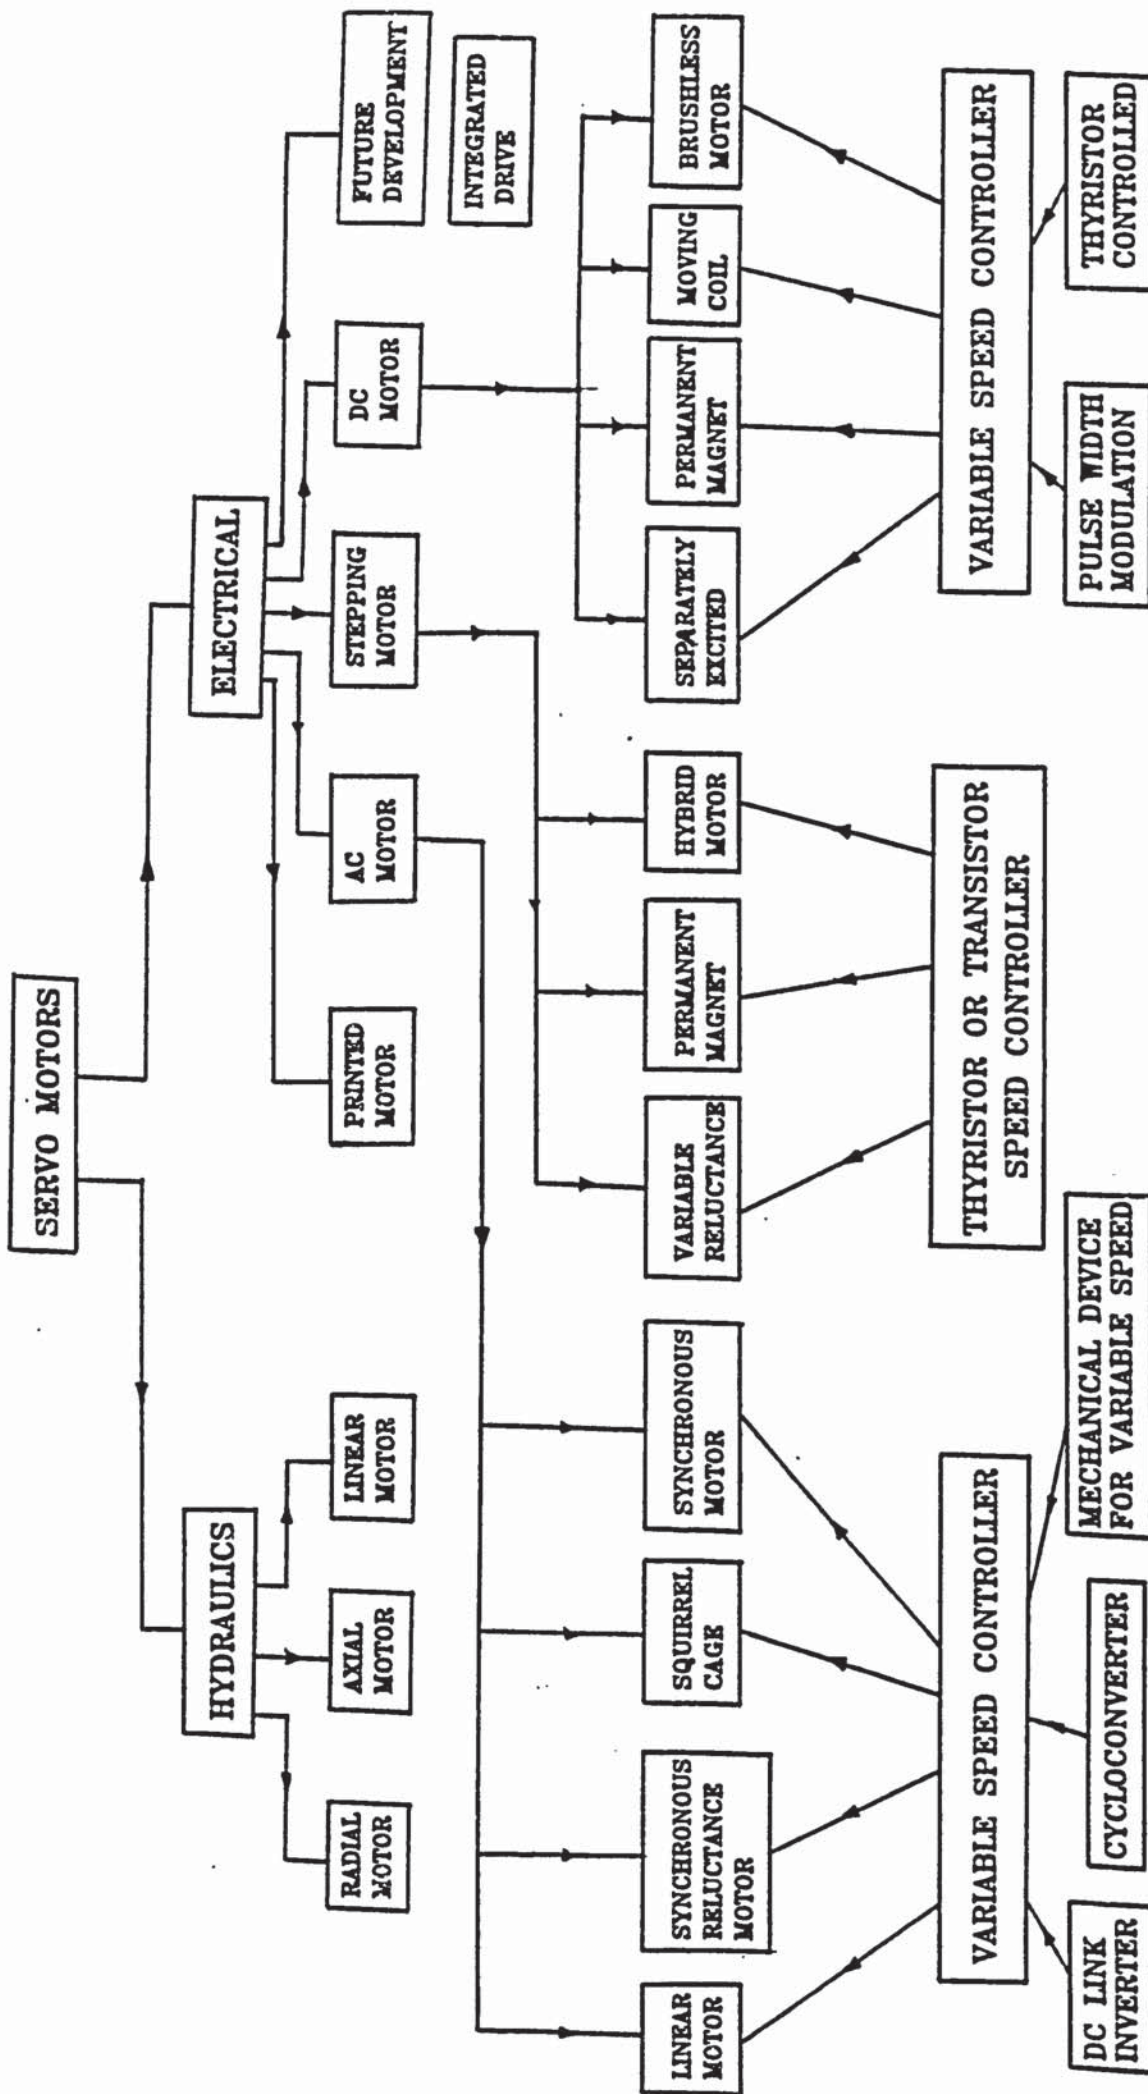 SERVO MOTORS
HYDRAULICS
ELECTRICAL
RADIAL
MOTOR
AXIAL
MOTOR
LINEAR
MOTOR
PRINTED
MOTOR
AC
MOTOR
STEPPING
MOTOR
DC
MOTOR
FUTURE
DEVELOPMENT
INTEGRATED
DRIVE
LINEAR
MOTOR
SYNCHRONOUS
RELUCTANCE
MOTOR
SQUIRREL
CAGE
SYNCHRONOUS
MOTOR
VARIABLE
RELUCTANCE
PERMANENT
MAGNET
HYBRID
MOTOR
SEPARATELY
EXCITED
PERMANENT
MAGNET
MOVING
COIL
BRUSHLESS
MOTOR
VARIABLE SPEED CONTROLLER
THYRISTOR OR TRANSISTOR
SPEED CONTROLLER
VARIABLE SPEED CONTROLLER
DC LINK
INVERTER
CYCLOCONVERTER
MECHANICAL DEVICE
FOR VARIABLE SPEED
PULSE WIDTH
MODULATION
THYRISTOR
CONTROLLED